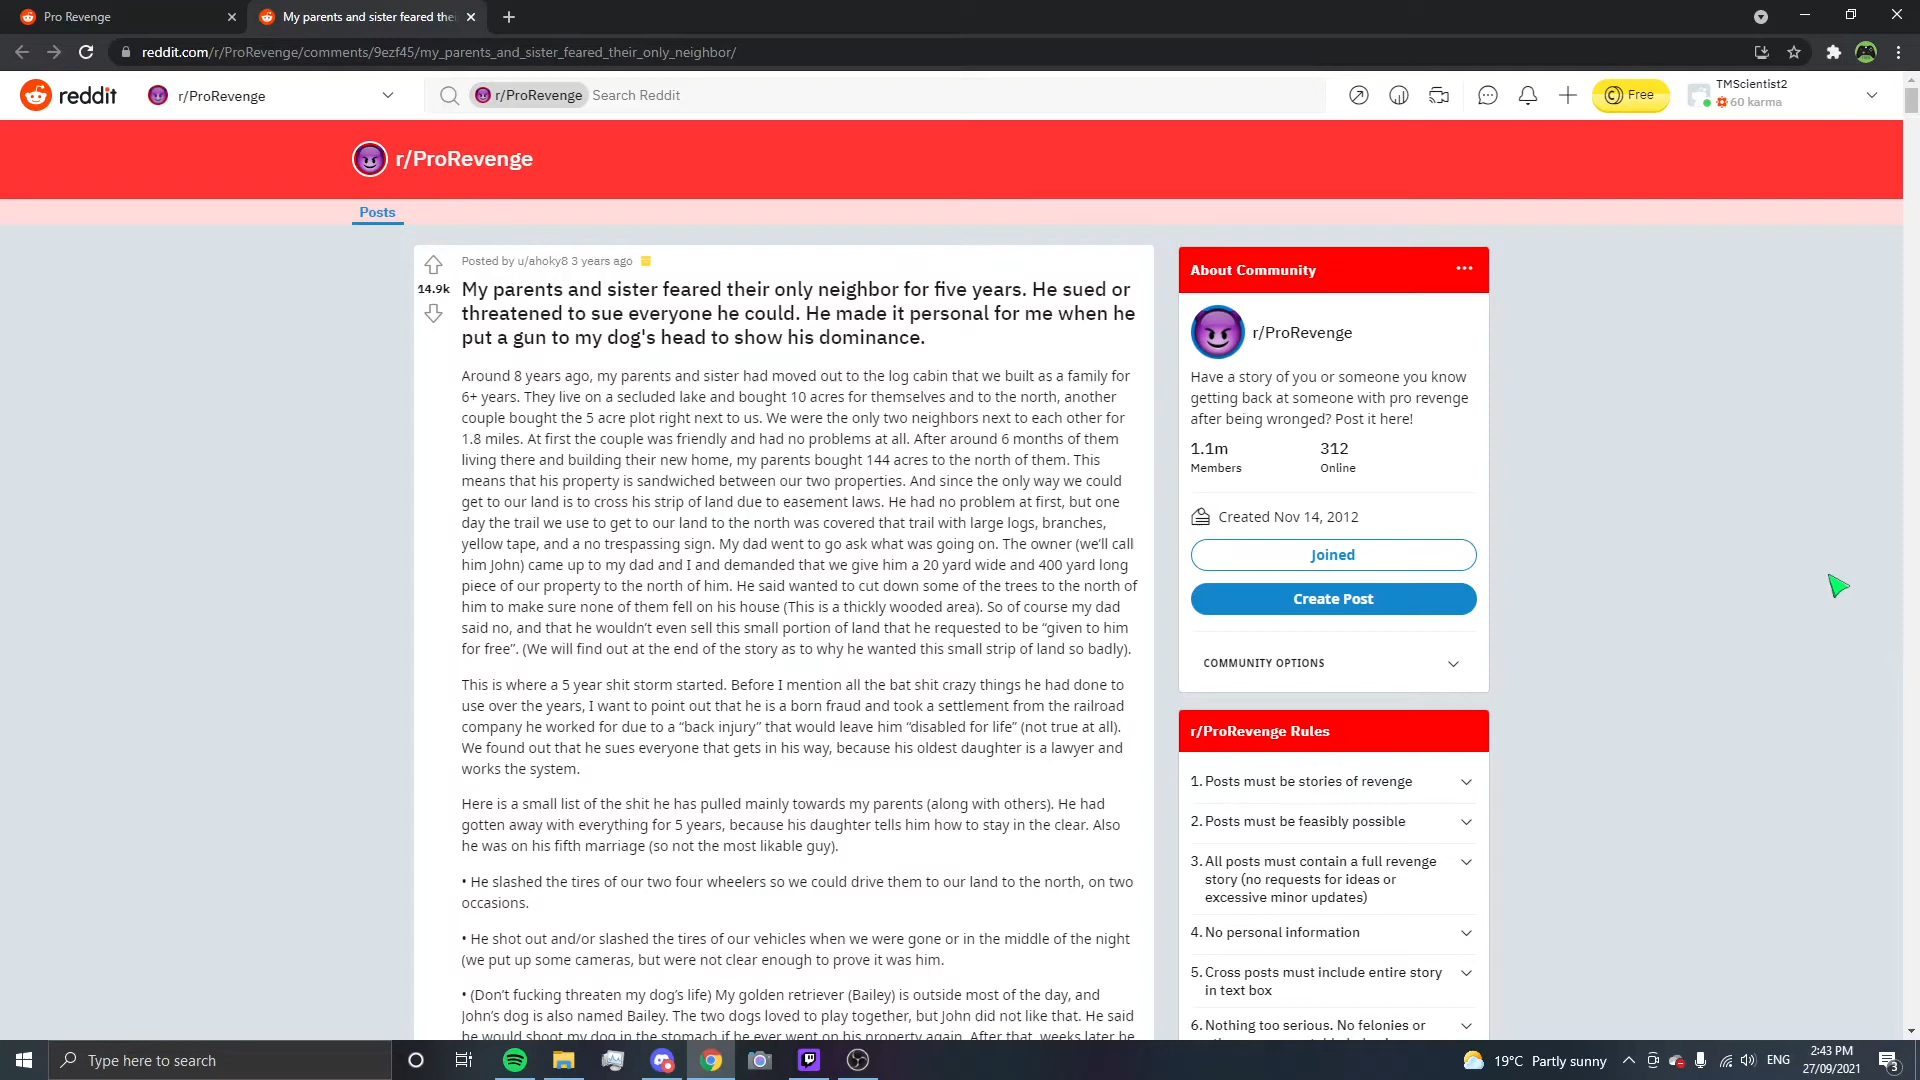 Pro Revenge
My parents and sister feared the
reddit.com/r/ProRevenge/comments/9ezf45/my_parents_and_sister_feared_their_only_neighbor/
reddit
r/ProRevenge
r/ProRevenge
Search Reddit
Free
TMScientist2
60 karma
r/ProRevenge
Posts
Posted by u/ahoky8 3 years ago
14.9k
My parents and sister feared their only neighbor for five years. He sued or
threatened to sue everyone he could. He made it personal for me when he
put a gun to my dog's head to show his dominance.
Around 8 years ago, my parents and sister had moved out to the log cabin that we built as a family for
6+ years. They live on a secluded lake and bought 10 acres for themselves and to the north, another
couple bought the 5 acre plot right next to us. We were the only two neighbors next to each other for
1.8 miles. At first the couple was friendly and had no problems at all. After around 6 months of them
living there and building their new home, my parents bought 144 acres to the north of them. This
means that his property is sandwiched between our two properties. And since the only way we could
get to our land is to cross his strip of land due to easement laws. He had no problem at first, but one
day the trail we use to get to our land to the north was covered that trail with large logs, branches,
yellow tape, and a no trespassing sign. My dad went to go ask what was going on. The owner (we'll call
him John) came up to my dad and I and demanded that we give him a 20 yard wide and 400 yard long
piece of our property to the north of him. He said wanted to cut down some of the trees to the north of
him to make sure none of them fell on his house (This is a thickly wooded area). So of course my dad
said no, and that he wouldn't even sell this small portion of land that he requested to be “given to him
for free”. (We will find out at the end of the story as to why he wanted this small strip of land so badly).
This is where a 5 year shit storm started. Before I mention all the bat shit crazy things he had done to
use over the years, I want to point out that he is a born fraud and took a settlement from the railroad
company he worked for due to a “back injury” that would leave him “disabled for life” (not true at all).
We found out that he sues everyone that gets in his way, because his oldest daughter is a lawyer and
works the system.
Here is a small list of the shit he has pulled mainly towards my parents (along with others). He had
gotten away with everything for 5 years, because his daughter tells him how to stay in the clear. Also
he was on his fifth marriage (so not the most likable guy).
• He slashed the tires of our two four wheelers so we could drive them to our land to the north, on two
occasions.
• He shot out and/or slashed the tires of our vehicles when we were gone or in the middle of the night
(we put up some cameras, but were not clear enough to prove it was him.
• (Don't fucking threaten my dog's life) My golden retriever (Bailey) is outside most of the day, and
John's dog is also named Bailey. The two dogs loved to play together, but John did not like that. He said
he would shoot my dog in the stomach if he ever went on his property again. After that, weeks later he
About Community
r/ProRevenge
Have a story of you or someone you know
getting back at someone with pro revenge
after being wronged? Post it here!
1.1m
312
Members
Online
Created Nov 14, 2012
Joined
Create Post
COMMUNITY OPTIONS
r/ProRevenge Rules
1. Posts must be stories of revenge
2. Posts must be feasibly possible
3. All posts must contain a full revenge
story (no requests for ideas or
excessive minor updates)
4. No personal information
5. Cross posts must include entire story
in text box
6. Nothing too serious. No felonies or
Type here to search
19°C Partly sunny
ENG
2:43 PM
27/09/2021
3